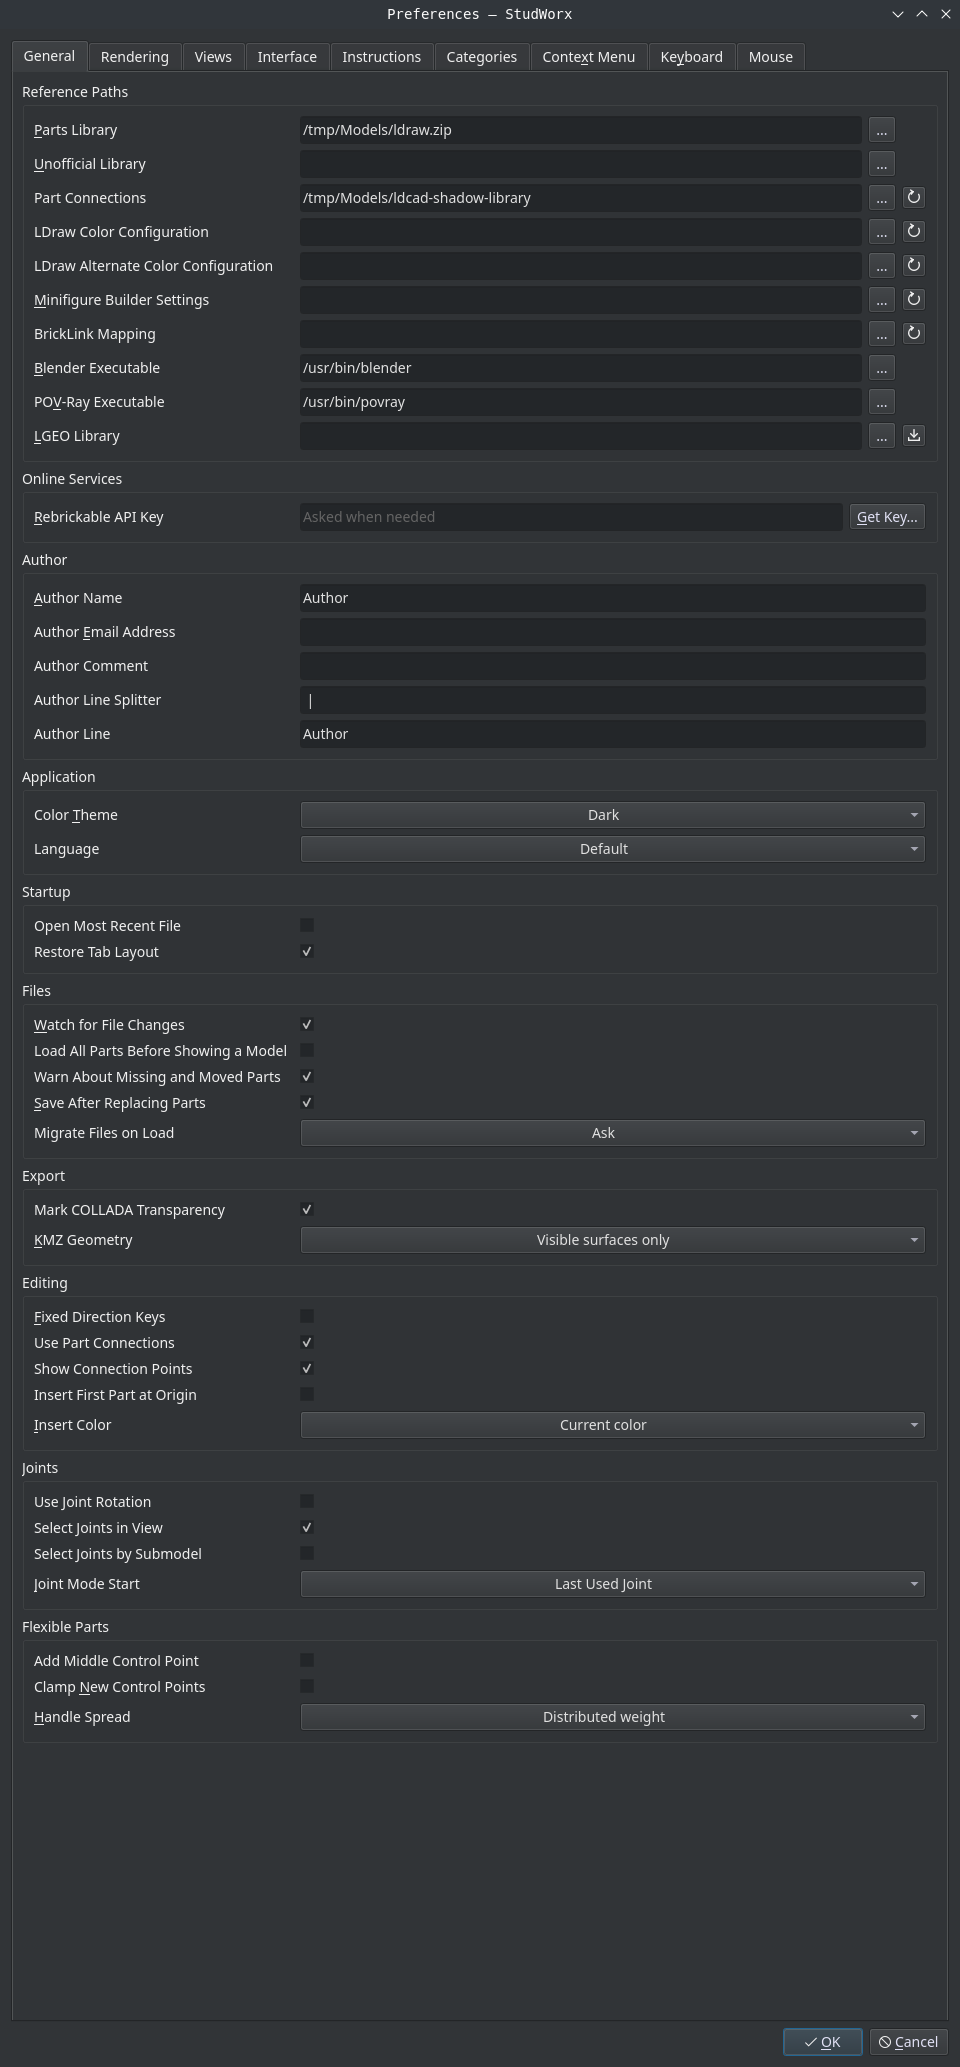 Preferences — StudWorx
General Rendering Views Interface Instructions Categories Context Menu Keyboard Mouse
Reference Paths
Parts Library /tmp/Models/ldraw.zip ...
Unofficial Library ...
Part Connections /tmp/Models/ldcad-shadow-library ...
LDraw Color Configuration ...
LDraw Alternate Color Configuration ...
Minifigure Builder Settings ...
BrickLink Mapping ...
Blender Executable /usr/bin/blender ...
POV-Ray Executable /usr/bin/povray ...
LGEO Library ...
Online Services
Rebrickable API Key Asked when needed Get Key...
Author
Author Name Author
Author Email Address
Author Comment
Author Line Splitter |
Author Line Author
Application
Color Theme Dark
Language Default
Startup
Open Most Recent File
Restore Tab Layout
Files
Watch for File Changes
Load All Parts Before Showing a Model
Warn About Missing and Moved Parts
Save After Replacing Parts
Migrate Files on Load Ask
Export
Mark COLLADA Transparency
KMZ Geometry Visible surfaces only
Editing
Fixed Direction Keys
Use Part Connections
Show Connection Points
Insert First Part at Origin
Insert Color Current color
Joints
Use Joint Rotation
Select Joints in View
Select Joints by Submodel
Joint Mode Start Last Used Joint
Flexible Parts
Add Middle Control Point
Clamp New Control Points
Handle Spread Distributed weight
OK Cancel